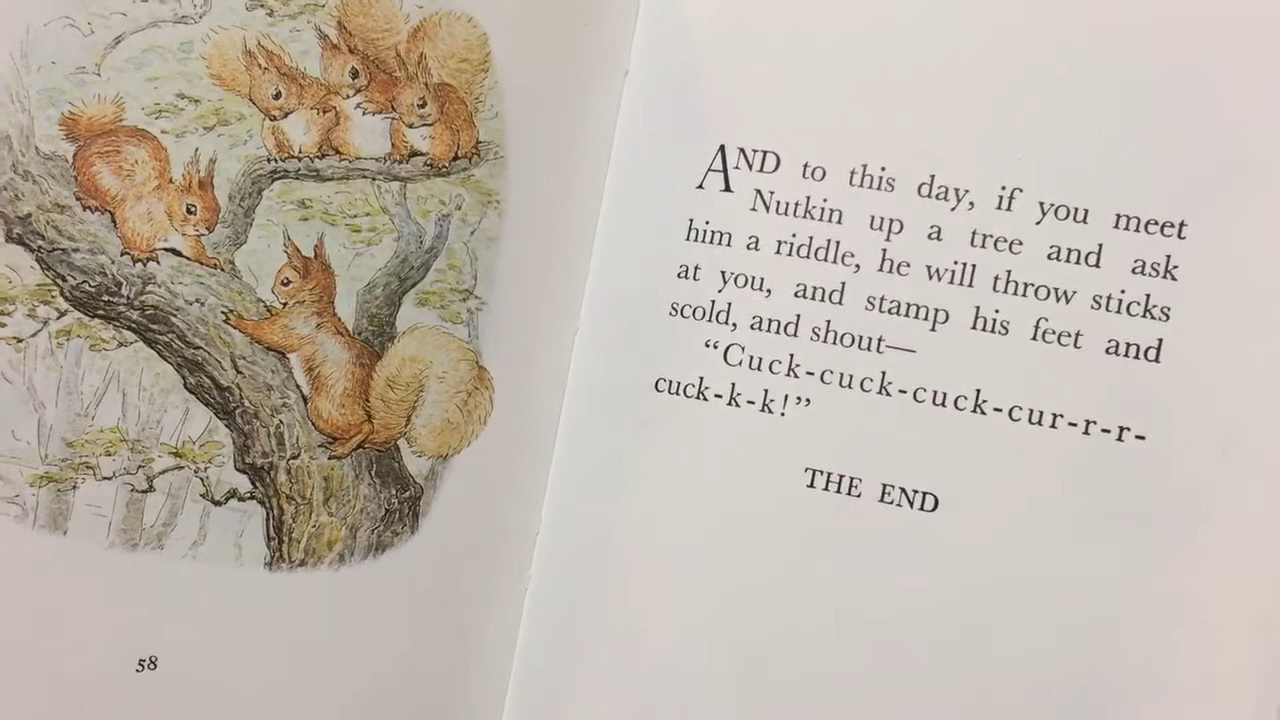 58
AND to this day, if you meet
Nutkin up a tree and ask
him a riddle, he will throw sticks
at you, and stamp his feet and
scold, and shout—
“Cuck-cuck-cuck-cur-r-r-
cuck-k-k!”
THE END